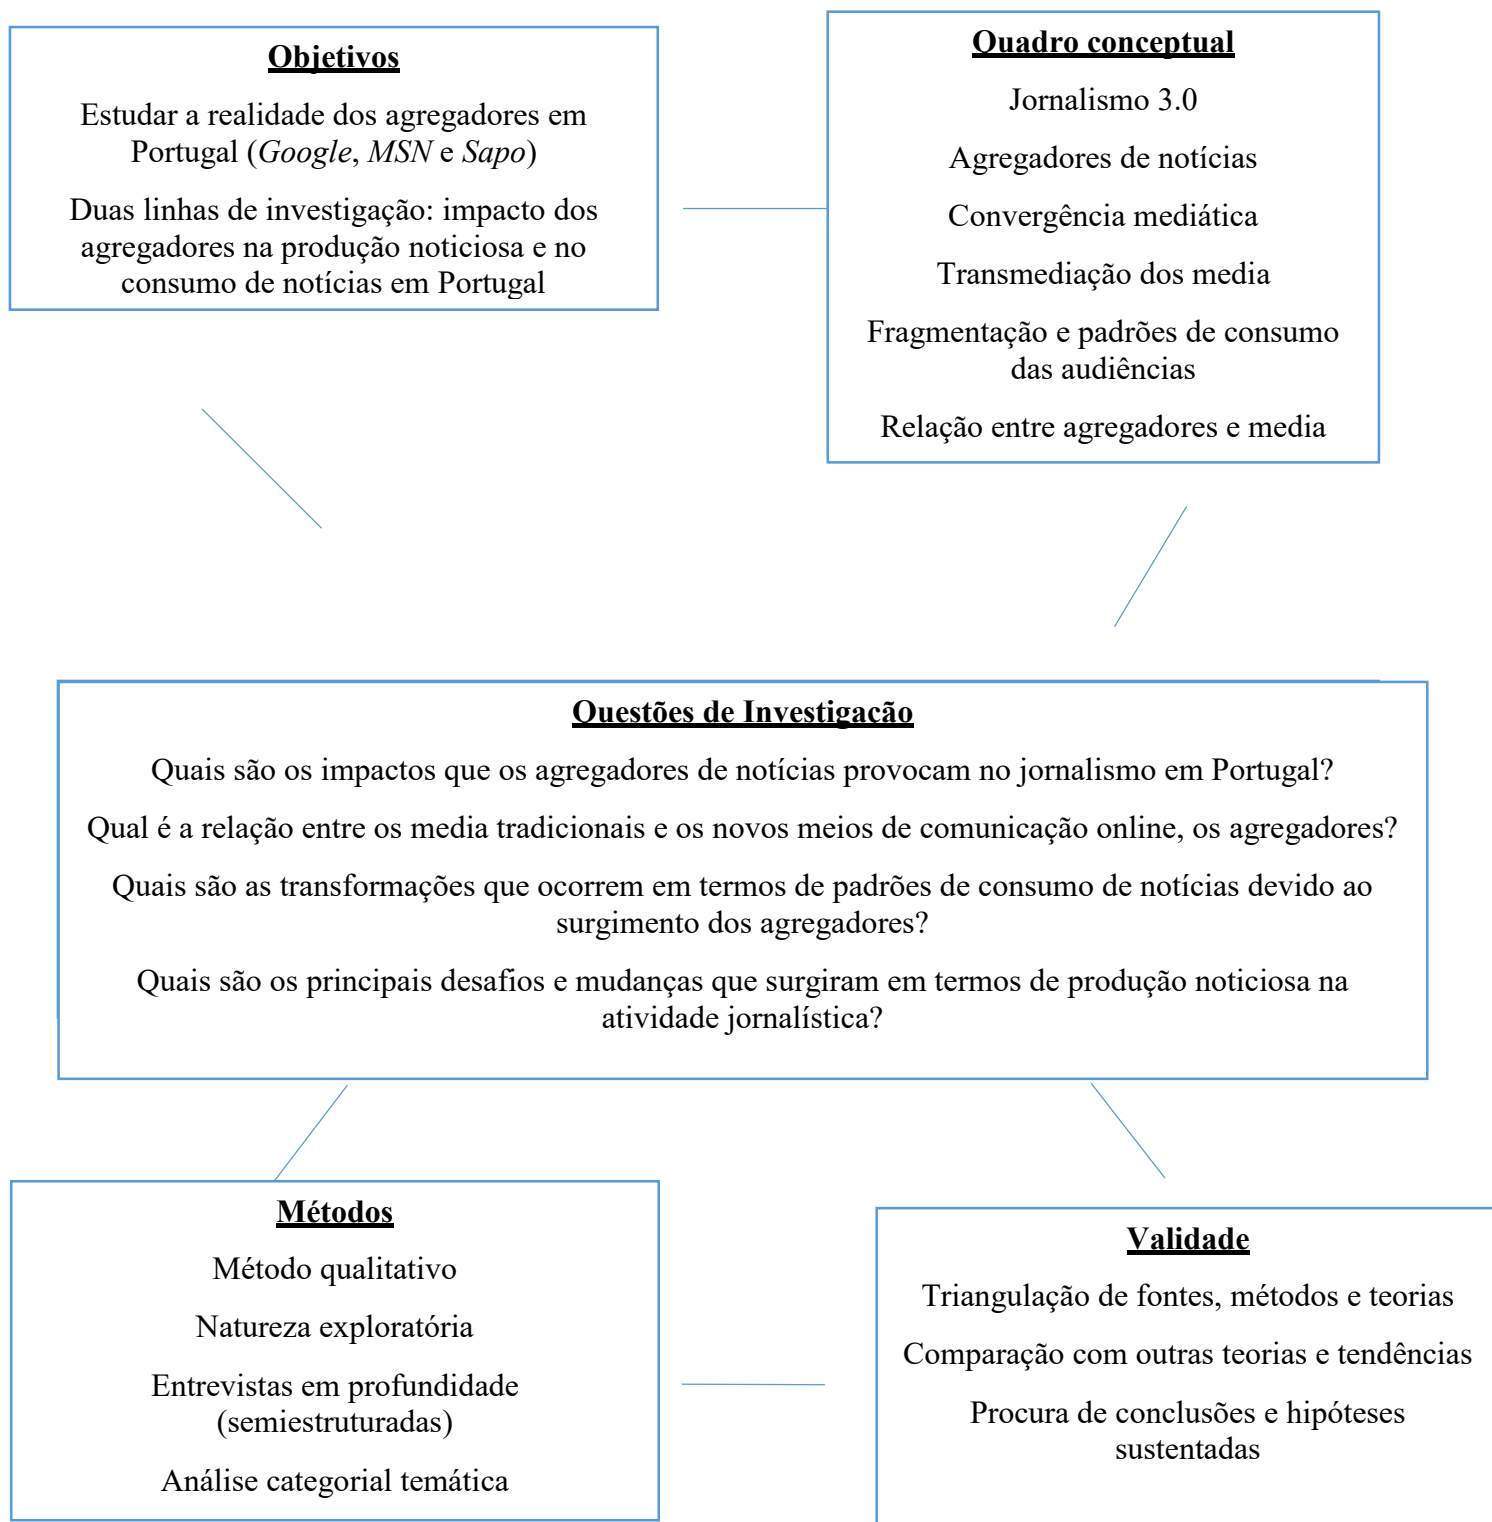 Objetivos
Estudar a realidade dos agregadores em
Portugal (Google, MSN e Sapo)
Duas linhas de investigação: impacto dos
agregadores na produção noticiosa e no
consumo de notícias em Portugal
Quadro conceptual
Jornalismo 3.0
Agregadores de notícias
Convergência mediática
Transmediação dos media
Fragmentação e padrões de consumo
das audiências
Relação entre agregadores e media
Questões de Investigação
Quais são os impactos que os agregadores de notícias provocam no jornalismo em Portugal?
Qual é a relação entre os media tradicionais e os novos meios de comunicação online, os agregadores?
Quais são as transformações que ocorrem em termos de padrões de consumo de notícias devido ao
surgimento dos agregadores?
Quais são os principais desafios e mudanças que surgiram em termos de produção noticiosa na
atividade jornalística?
Métodos
Método qualitativo
Natureza exploratória
Entrevistas em profundidade
(semiestruturadas)
Análise categorial temática
Validade
Triangulação de fontes, métodos e teorias
Comparação com outras teorias e tendências
Procura de conclusões e hipóteses
sustentadas